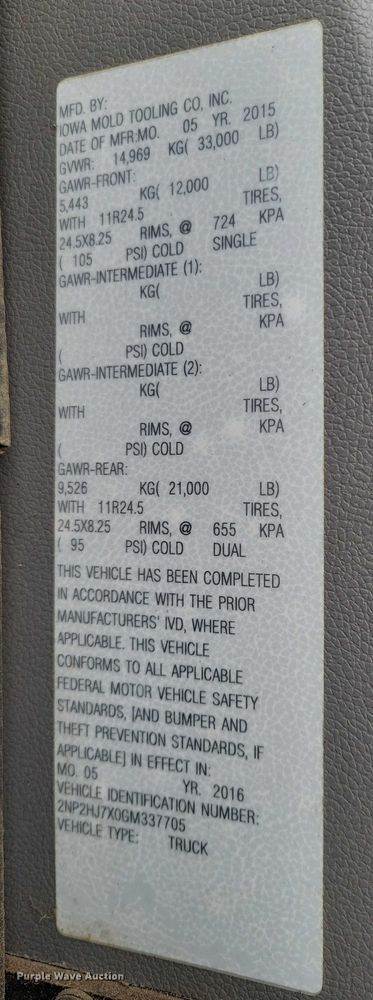 MFD. BY:
IOWA MOLD TOOLING CO. INC.
DATE OF MFR:MO. 05 YR. 2015
GVWR: 14,969 KG( 33,000 LB)
GAWR-FRONT:
5,443 KG( 12,000 LB)
WITH 11R24.5 TIRES,
24.5X8.25 RIMS, @ 724 KPA
( 105 PSI) COLD SINGLE
GAWR-INTERMEDIATE (1):
KG( LB)
WITH TIRES,
RIMS, @ KPA
( PSI) COLD
GAWR-INTERMEDIATE (2):
KG( LB)
WITH TIRES,
RIMS, @ KPA
( PSI) COLD
GAWR-REAR:
9,526 KG( 21,000 LB)
WITH 11R24.5 TIRES,
24.5X8.25 RIMS, @ 655 KPA
( 95 PSI) COLD DUAL
THIS VEHICLE HAS BEEN COMPLETED
IN ACCORDANCE WITH THE PRIOR
MANUFACTURERS' IVD, WHERE
APPLICABLE. THIS VEHICLE
CONFORMS TO ALL APPLICABLE
FEDERAL MOTOR VEHICLE SAFETY
STANDARDS, [AND BUMPER AND
THEFT PREVENTION STANDARDS, IF
APPLICABLE] IN EFFECT IN:
MO. 05 YR. 2016
VEHICLE IDENTIFICATION NUMBER:
2NP2HJ7X0GM337705
VEHICLE TYPE: TRUCK
Purple Wave Auction